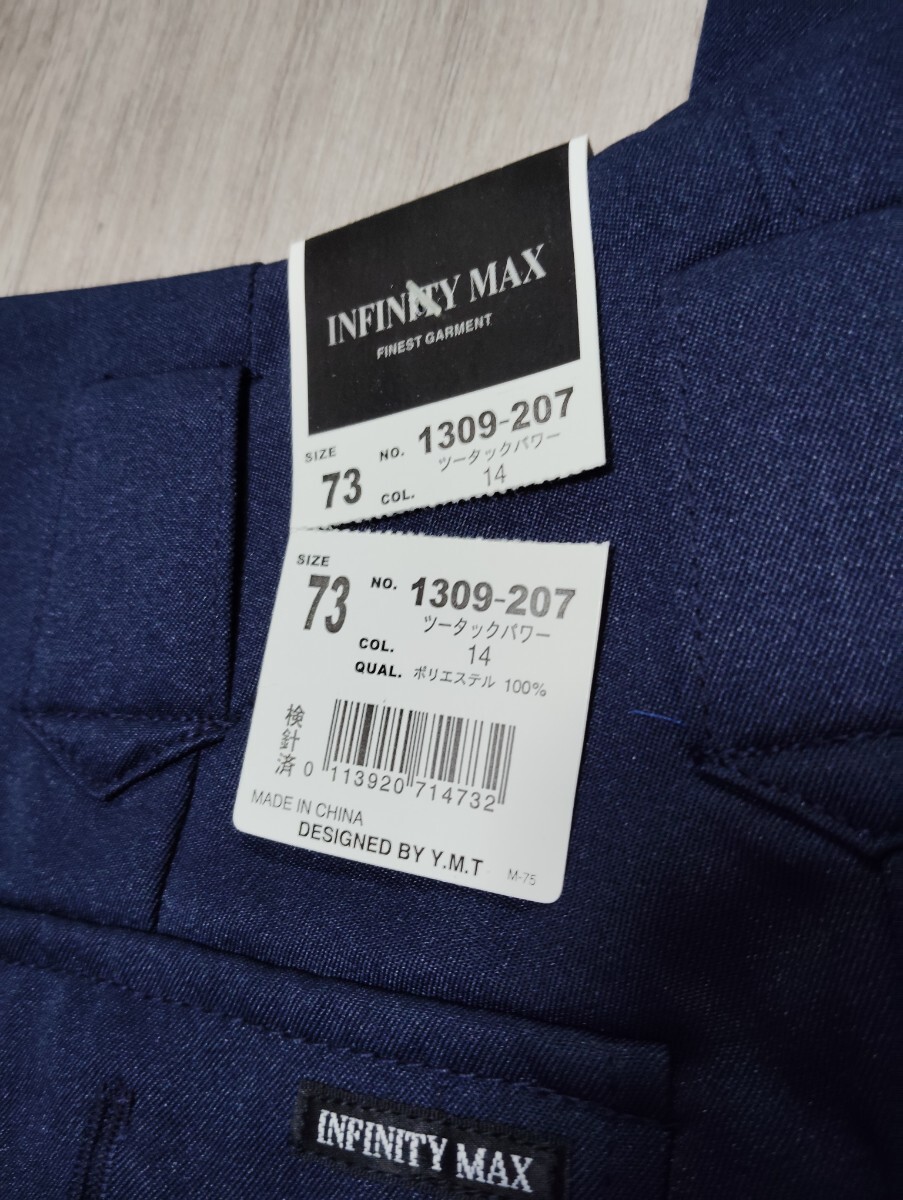 INFINITY MAX
FINEST GARMENT
SIZE 73 NO. 1309-207
ツータックパワー
COL. 14
SIZE 73 NO. 1309-207
ツータックパワー
COL. 14
QUAL. ポリエステル 100%
検針済
0 113920 714732
MADE IN CHINA
DESIGNED BY Y.M.T
M-75
INFINITY MAX